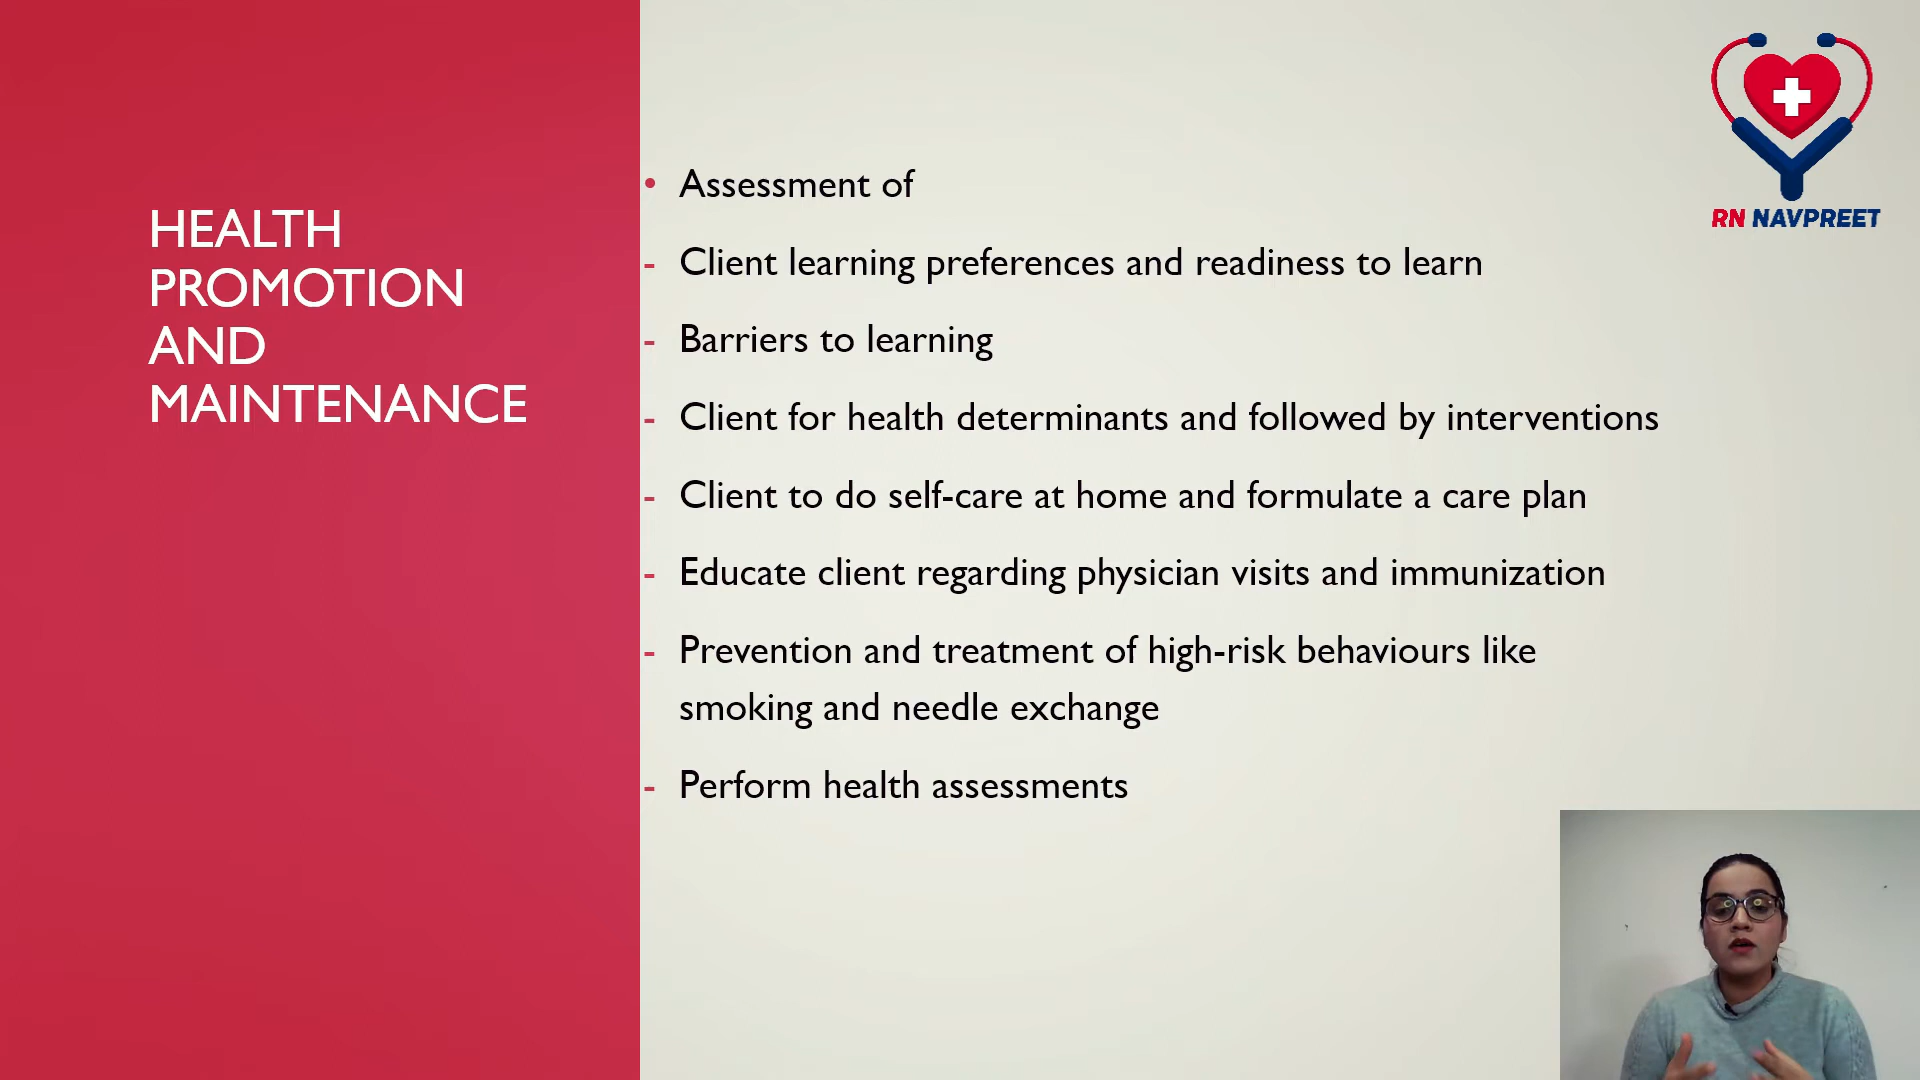 HEALTH
PROMOTION
AND
MAINTENANCE
• Assessment of
- Client learning preferences and readiness to learn
- Barriers to learning
- Client for health determinants and followed by interventions
- Client to do self-care at home and formulate a care plan
- Educate client regarding physician visits and immunization
- Prevention and treatment of high-risk behaviours like
smoking and needle exchange
- Perform health assessments
RN NAVPREET